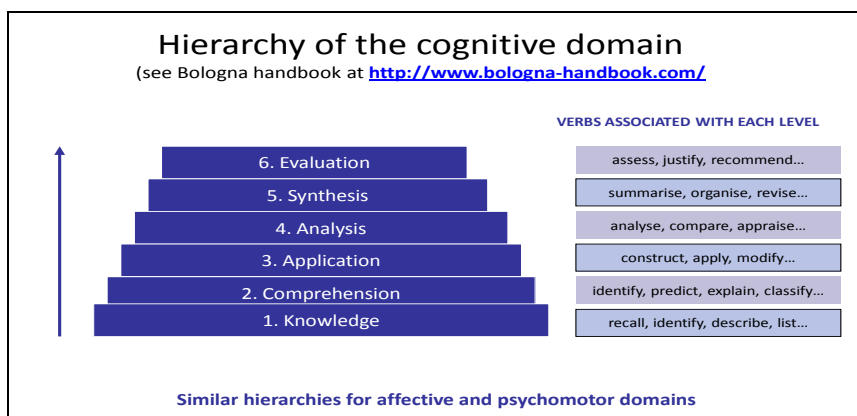 Hierarchy of the cognitive domain
(see Bologna handbook at http://www.bologna-handbook.com/
VERBS ASSOCIATED WITH EACH LEVEL
6. Evaluation
assess, justify, recommend...
5. Synthesis
summarise, organise, revise...
4. Analysis
analyse, compare, appraise...
3. Application
construct, apply, modify...
2. Comprehension
identify, predict, explain, classify...
1. Knowledge
recall, identify, describe, list...
Similar hierarchies for affective and psychomotor domains